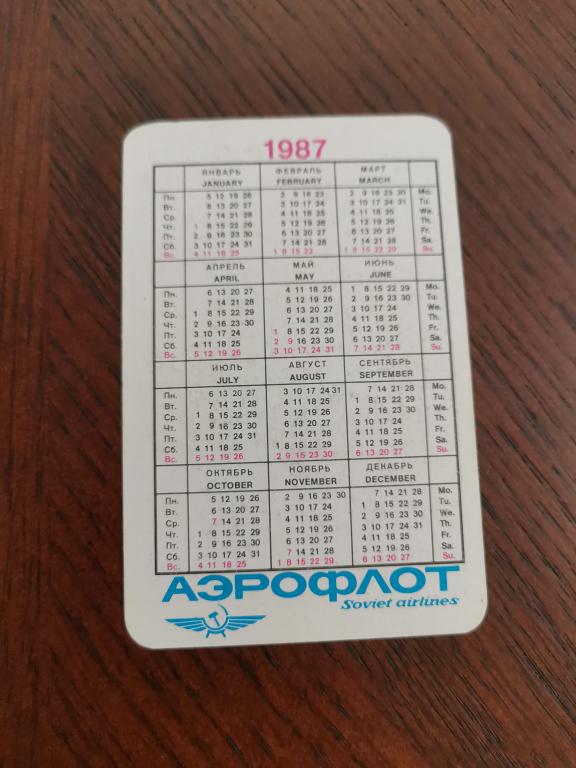 1987
ЯНВАРЬ ФЕВРАЛЬ МАРТ
JANUARY FEBRUARY MARCH
Пн. 5 12 19 26 2 9 16 23 2 9 16 23 30 Mo.
Вт. 6 13 20 27 3 10 17 24 3 10 17 24 31 Tu.
Ср. 7 14 21 28 4 11 18 25 4 11 18 25 We.
Чт. 1 8 15 22 29 5 12 19 26 5 12 19 26 Th.
Пт. 2 9 16 23 30 6 13 20 27 6 13 20 27 Fr.
Сб. 3 10 17 24 31 7 14 21 28 7 14 21 28 Sa.
Вс. 4 11 18 25 1 8 15 22 1 8 15 22 29 Su.
АПРЕЛЬ МАЙ ИЮНЬ
APRIL MAY JUNE
Пн. 6 13 20 27 4 11 18 25 1 8 15 22 29 Mo.
Вт. 7 14 21 28 5 12 19 26 2 9 16 23 30 Tu.
Ср. 1 8 15 22 29 6 13 20 27 3 10 17 24 We.
Чт. 2 9 16 23 30 7 14 21 28 4 11 18 25 Th.
Пт. 3 10 17 24 1 8 15 22 29 5 12 19 26 Fr.
Сб. 4 11 18 25 2 9 16 23 30 6 13 20 27 Sa.
Вс. 5 12 19 26 3 10 17 24 31 7 14 21 28 Su.
ИЮЛЬ АВГУСТ СЕНТЯБРЬ
JULY AUGUST SEPTEMBER
Пн. 6 13 20 27 3 10 17 24 31 7 14 21 28 Mo.
Вт. 7 14 21 28 4 11 18 25 1 8 15 22 29 Tu.
Ср. 1 8 15 22 29 5 12 19 26 2 9 16 23 30 We.
Чт. 2 9 16 23 30 6 13 20 27 3 10 17 24 Th.
Пт. 3 10 17 24 31 7 14 21 28 4 11 18 25 Fr.
Сб. 4 11 18 25 1 8 15 22 29 5 12 19 26 Sa.
Вс. 5 12 19 26 2 9 16 23 30 6 13 20 27 Su.
ОКТЯБРЬ НОЯБРЬ ДЕКАБРЬ
OCTOBER NOVEMBER DECEMBER
Пн. 5 12 19 26 2 9 16 23 30 7 14 21 28 Mo.
Вт. 6 13 20 27 3 10 17 24 1 8 15 22 29 Tu.
Ср. 7 14 21 28 4 11 18 25 2 9 16 23 30 We.
Чт. 1 8 15 22 29 5 12 19 26 3 10 17 24 31 Th.
Пт. 2 9 16 23 30 6 13 20 27 4 11 18 25 Fr.
Сб. 3 10 17 24 31 7 14 21 28 5 12 19 26 Sa.
Вс. 4 11 18 25 1 8 15 22 29 6 13 20 27 Su.
АЭРОФЛОТ
Soviet airlines